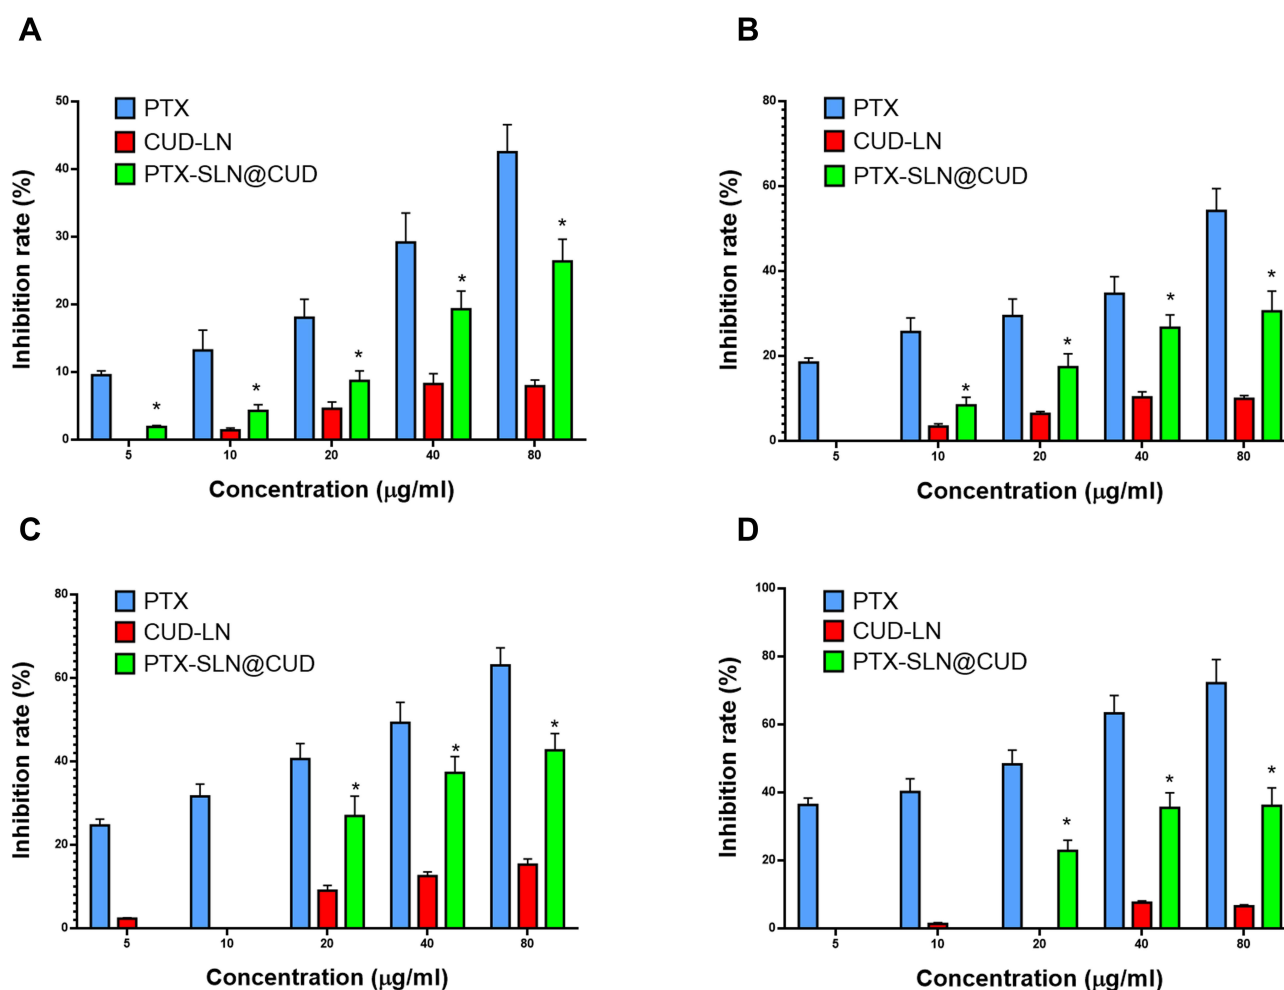 A
50
40
30
20
10
0
Inhibition rate (%)
PTX
CUD-LN
PTX-SLN@CUD
*
*
*
*
*
5 10 20 40 80
Concentration (μg/ml)
B
80
60
40
20
0
Inhibition rate (%)
PTX
CUD-LN
PTX-SLN@CUD
*
*
*
*
5 10 20 40 80
Concentration (μg/ml)
C
80
60
40
20
0
Inhibition rate (%)
PTX
CUD-LN
PTX-SLN@CUD
*
*
*
5 10 20 40 80
Concentration (μg/ml)
D
100
80
60
40
20
0
Inhibition rate (%)
PTX
CUD-LN
PTX-SLN@CUD
*
*
*
5 10 20 40 80
Concentration (μg/ml)